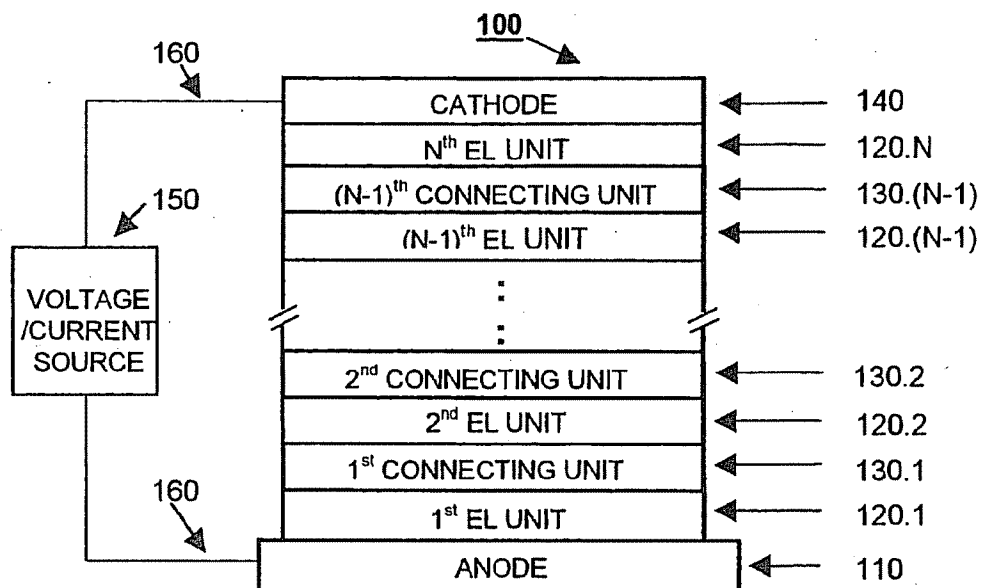 100
160
CATHODE
140
Nth EL UNIT
120.N
(N-1)th CONNECTING UNIT
130.(N-1)
150
(N-1)th EL UNIT
120.(N-1)
VOLTAGE
/CURRENT
SOURCE
2nd CONNECTING UNIT
130.2
2nd EL UNIT
120.2
1st CONNECTING UNIT
130.1
160
1st EL UNIT
120.1
ANODE
110